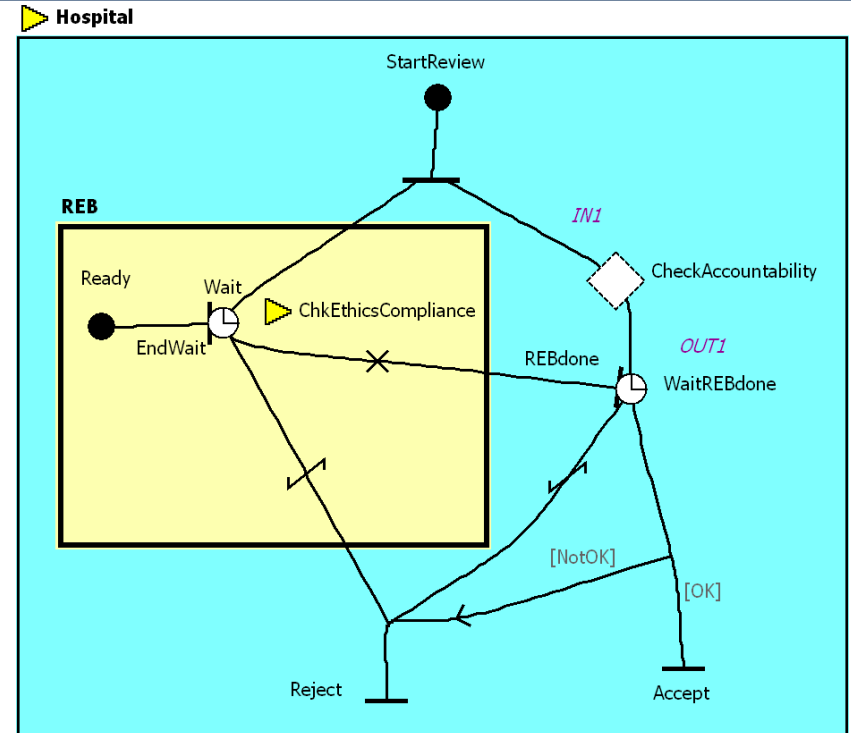 Hospital
StartReview
REB
IN1
CheckAccountability
Ready
Wait
ChkEthicsCompliance
EndWait
OUT1
REBdone
WaitREBdone
[NotOK]
[OK]
Reject
Accept